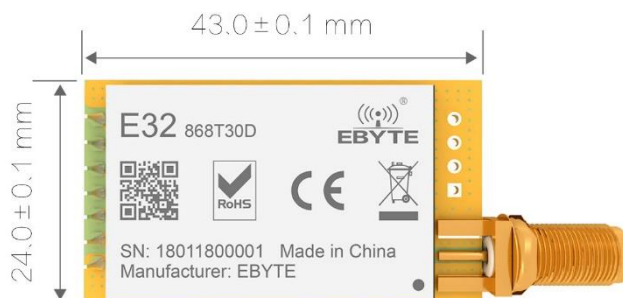 43.0 ± 0.1 mm
24.0 ± 0.1 mm
E32 868T30D
®
EBYTE
RoHS
CE
SN: 18011800001 Made in China
Manufacturer: EBYTE